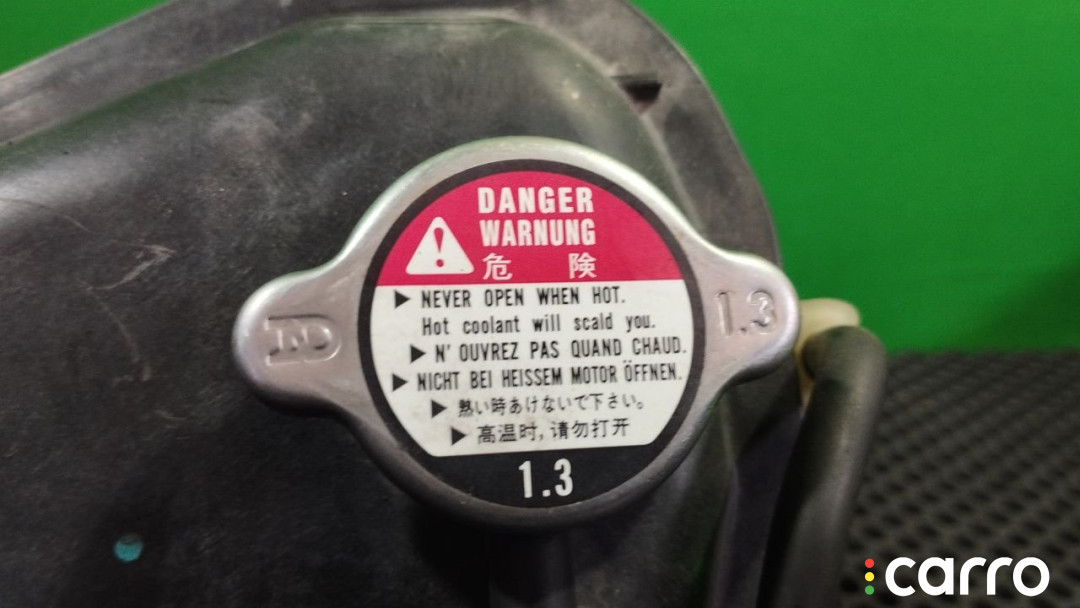 DANGER
WARNUNG
危 険
▶ NEVER OPEN WHEN HOT.
Hot coolant will scald you.
▶ N' OUVREZ PAS QUAND CHAUD.
▶ NICHT BEI HEISSEM MOTOR ÖFFNEN.
▶ 熱い時あけないで下さい。
▶ 高温时, 请勿打开
1.3
1.3
carro